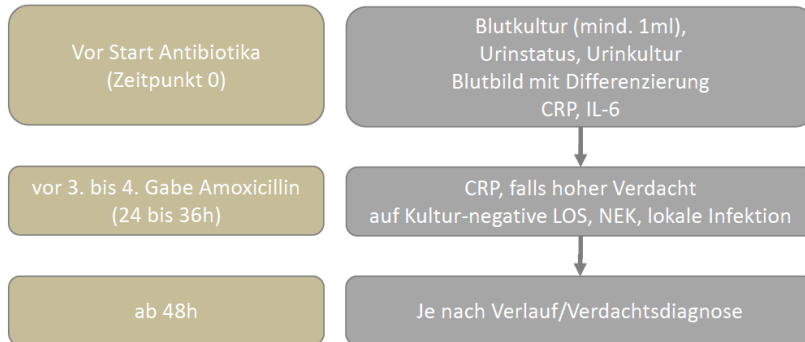 Vor Start Antibiotika
(Zeitpunkt 0)
Blutkultur (mind. 1ml),
Urinstatus, Urinkultur
Blutbild mit Differenzierung
CRP, IL-6
vor 3. bis 4. Gabe Amoxicillin
(24 bis 36h)
CRP, falls hoher Verdacht
auf Kultur-negative LOS, NEK, lokale Infektion
ab 48h
Je nach Verlauf/Verdachtsdiagnose